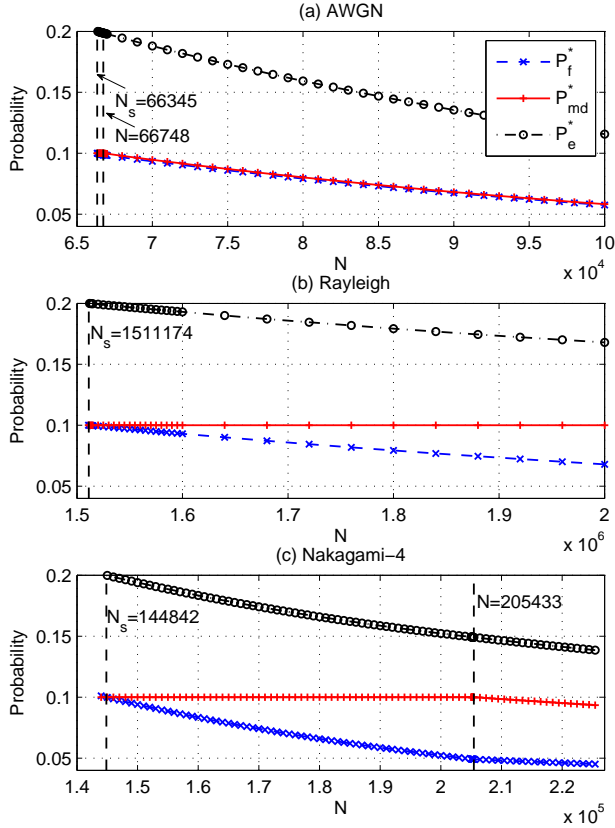 (a) AWGN
0.2
0.15
0.1
0.05
Probability
N_s=66345
N=66748
P_f^*
P_md^*
P_e^*
6.5 7 7.5 8 8.5 9 9.5 10
N
x 10^4
(b) Rayleigh
0.2
0.15
0.1
0.05
Probability
N_s=1511174
1.5 1.6 1.7 1.8 1.9 2
N
x 10^6
(c) Nakagami−4
0.2
0.15
0.1
0.05
Probability
N_s=144842
N=205433
1.4 1.5 1.6 1.7 1.8 1.9 2 2.1 2.2
N
x 10^5